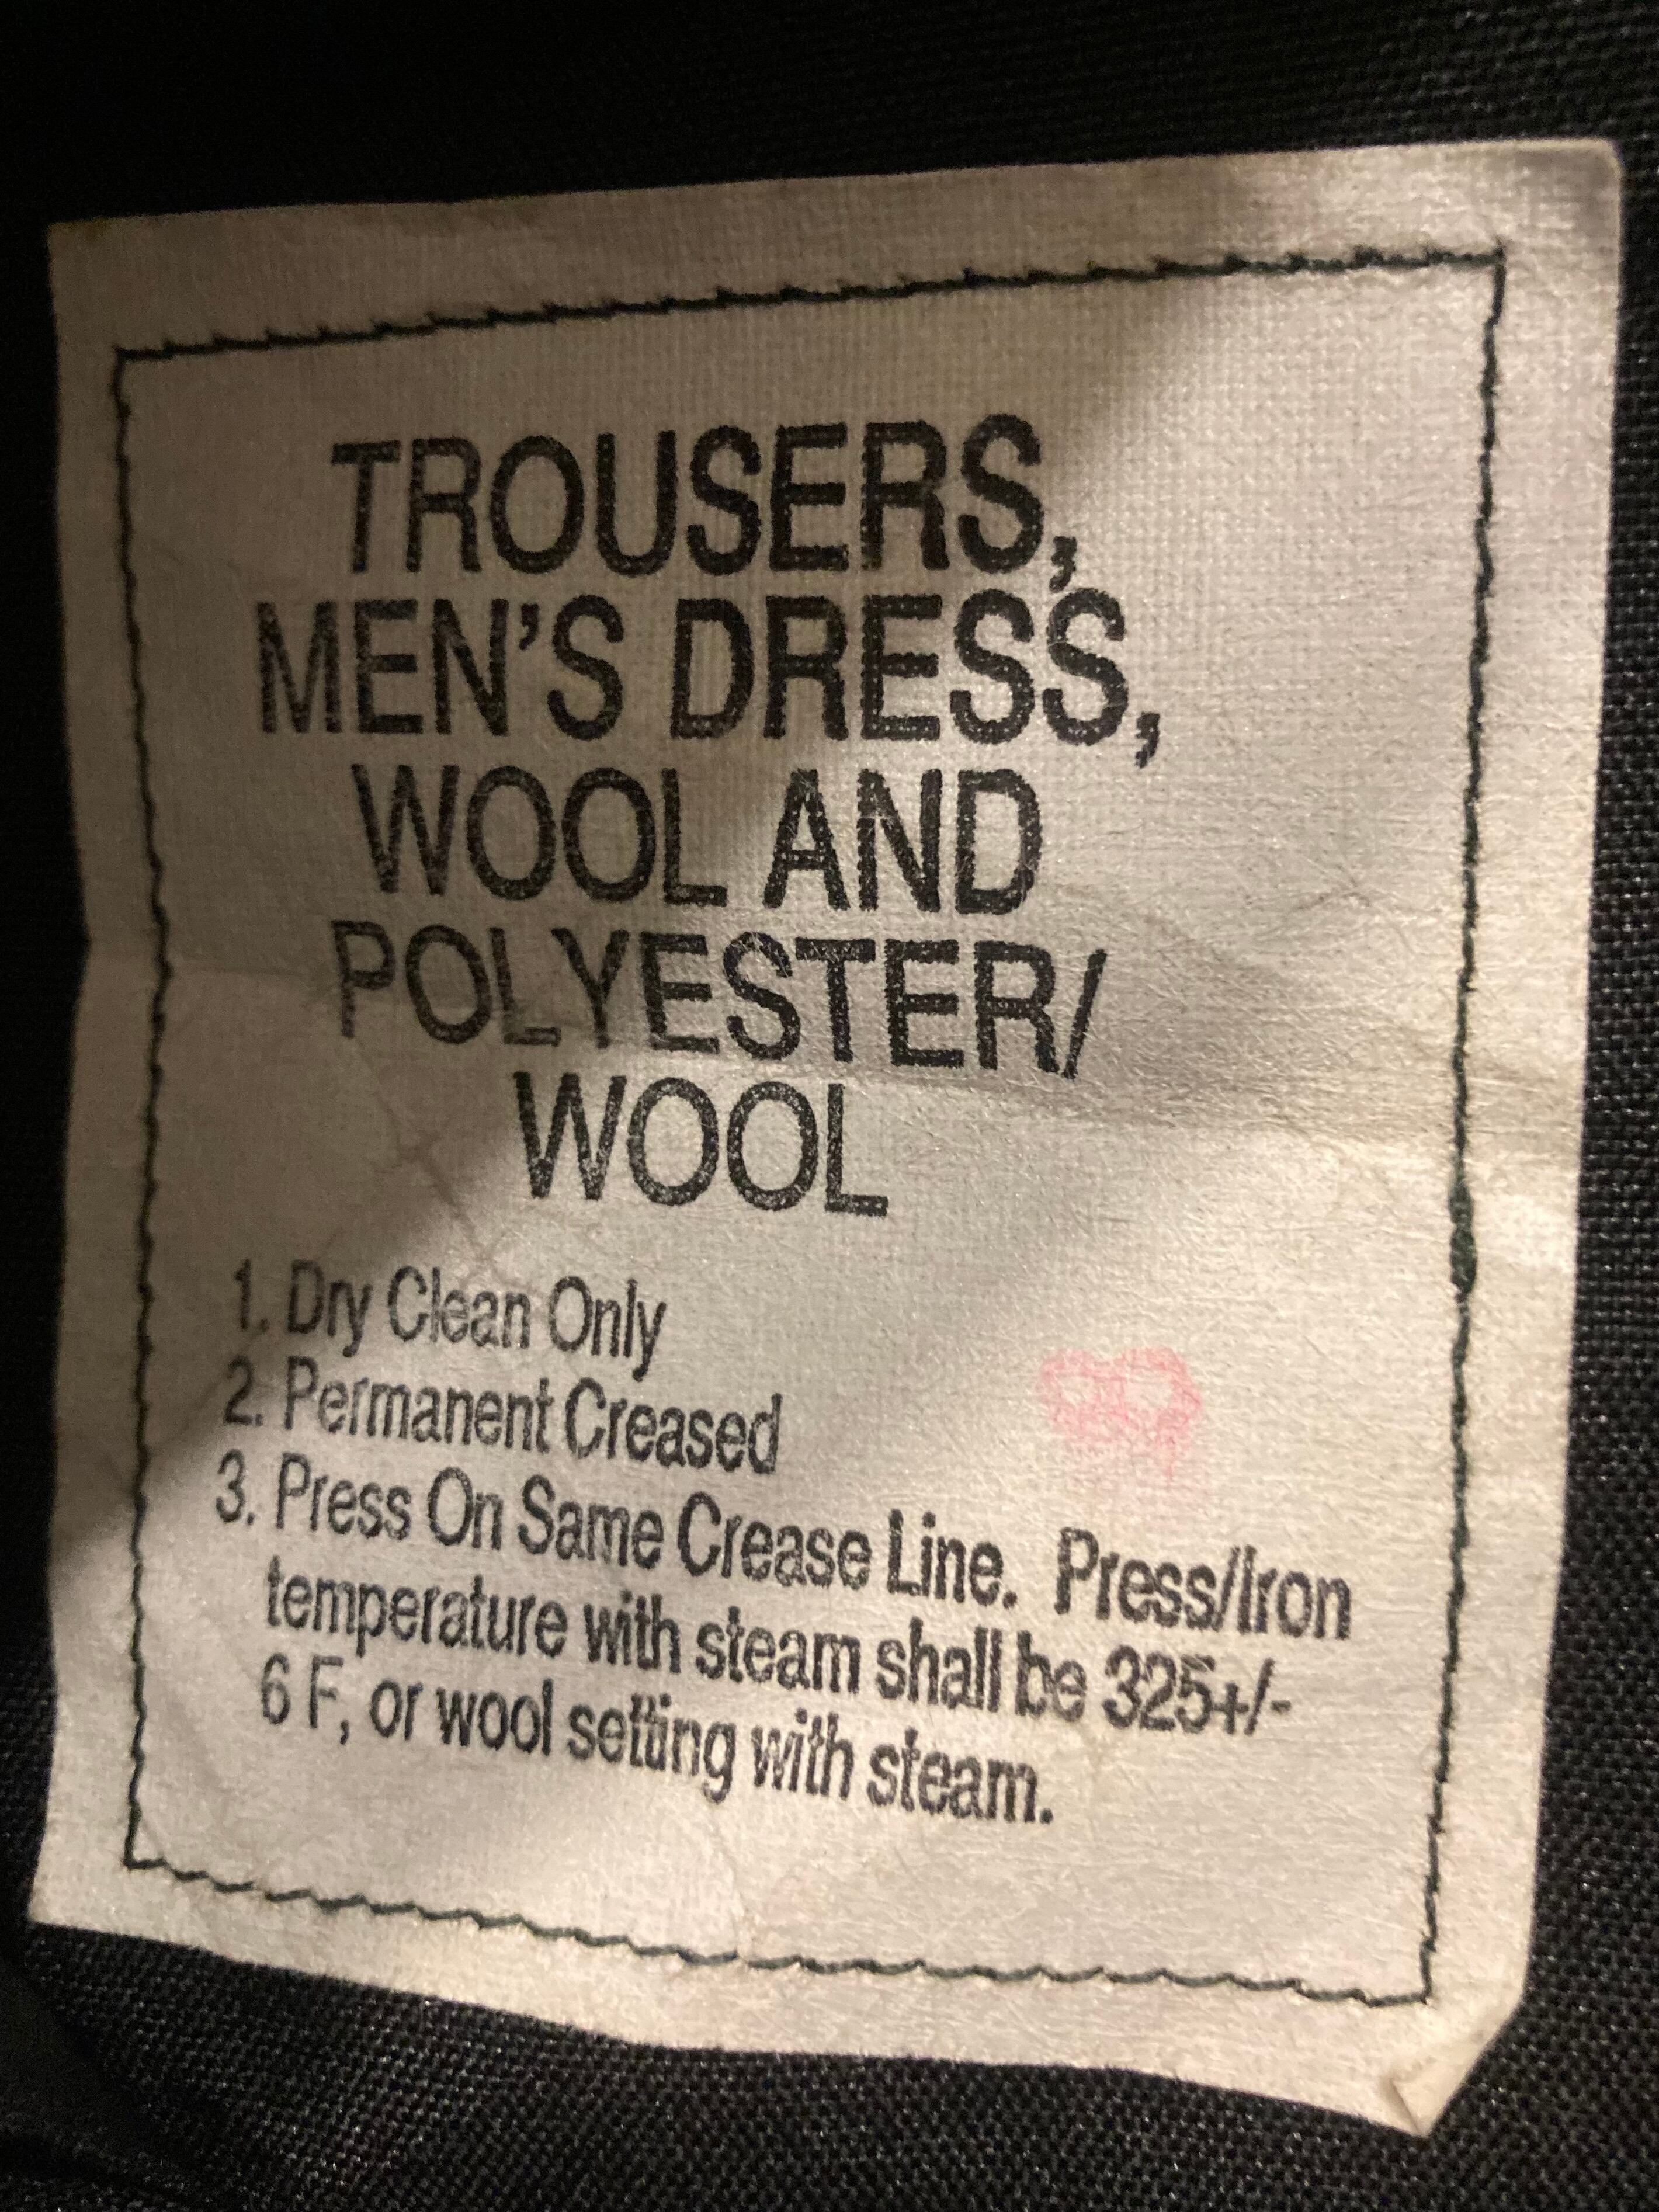 TROUSERS,
MEN'S DRESS,
WOOL AND
POLYESTER/
WOOL
1. Dry Clean Only
2. Permanent Creased
3. Press On Same Crease Line. Press/Iron
temperature with steam shall be 325+/-
6 F, or wool setting with steam.